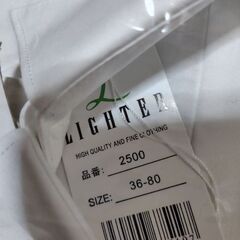 LIGHTER
HIGH QUALITY AND FINE CLOTHING
品番: 2500
SIZE: 36-80